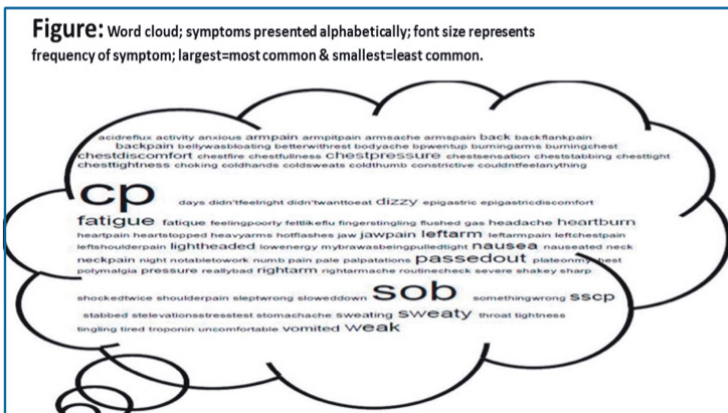 Figure: Word cloud; symptoms presented alphabetically; font size represents
frequency of symptom; largest=most common & smallest=least common.
acidreflux activity anxious armpain armpitpain armsache armspain back backflankpain
backpain bellywasbloating betterwithrest bodyache bpwentup burningarms burningchest
chestdiscomfort chestfire chestfullness chestpressure chestsensation cheststabbing chesttight
chesttightness choking coldhands coldsweats coldthumb constrictive couldntfeelanything
cp days didn'tfeelright didn'twanttoeat dizzy epigastric epigastricdiscomfort
fatigue fatique feelingpoorly feltlikeflu fingerstingling flushed gas headache heartburn
heartpain heartstopped heavyarms hotflashes jaw jawpain leftarm leftarmpain leftchestpain
leftshoulderpain lightheaded lowenergy mybrawasbeingpulledtight nausea nauseated neck
neckpain night notabletowork numb pain pale palpatations passedout plateonmychest
polymalgia pressure reallybad rightarm rightarmache routinecheck severe shakey sharp
shockedtwice shoulderpain sleptwrong sloweddown sob somethingwrong sscp
stabbed stelevationsstresstest stomachache sweating sweaty throat tightness
tingling tired troponin uncomfortable vomited weak